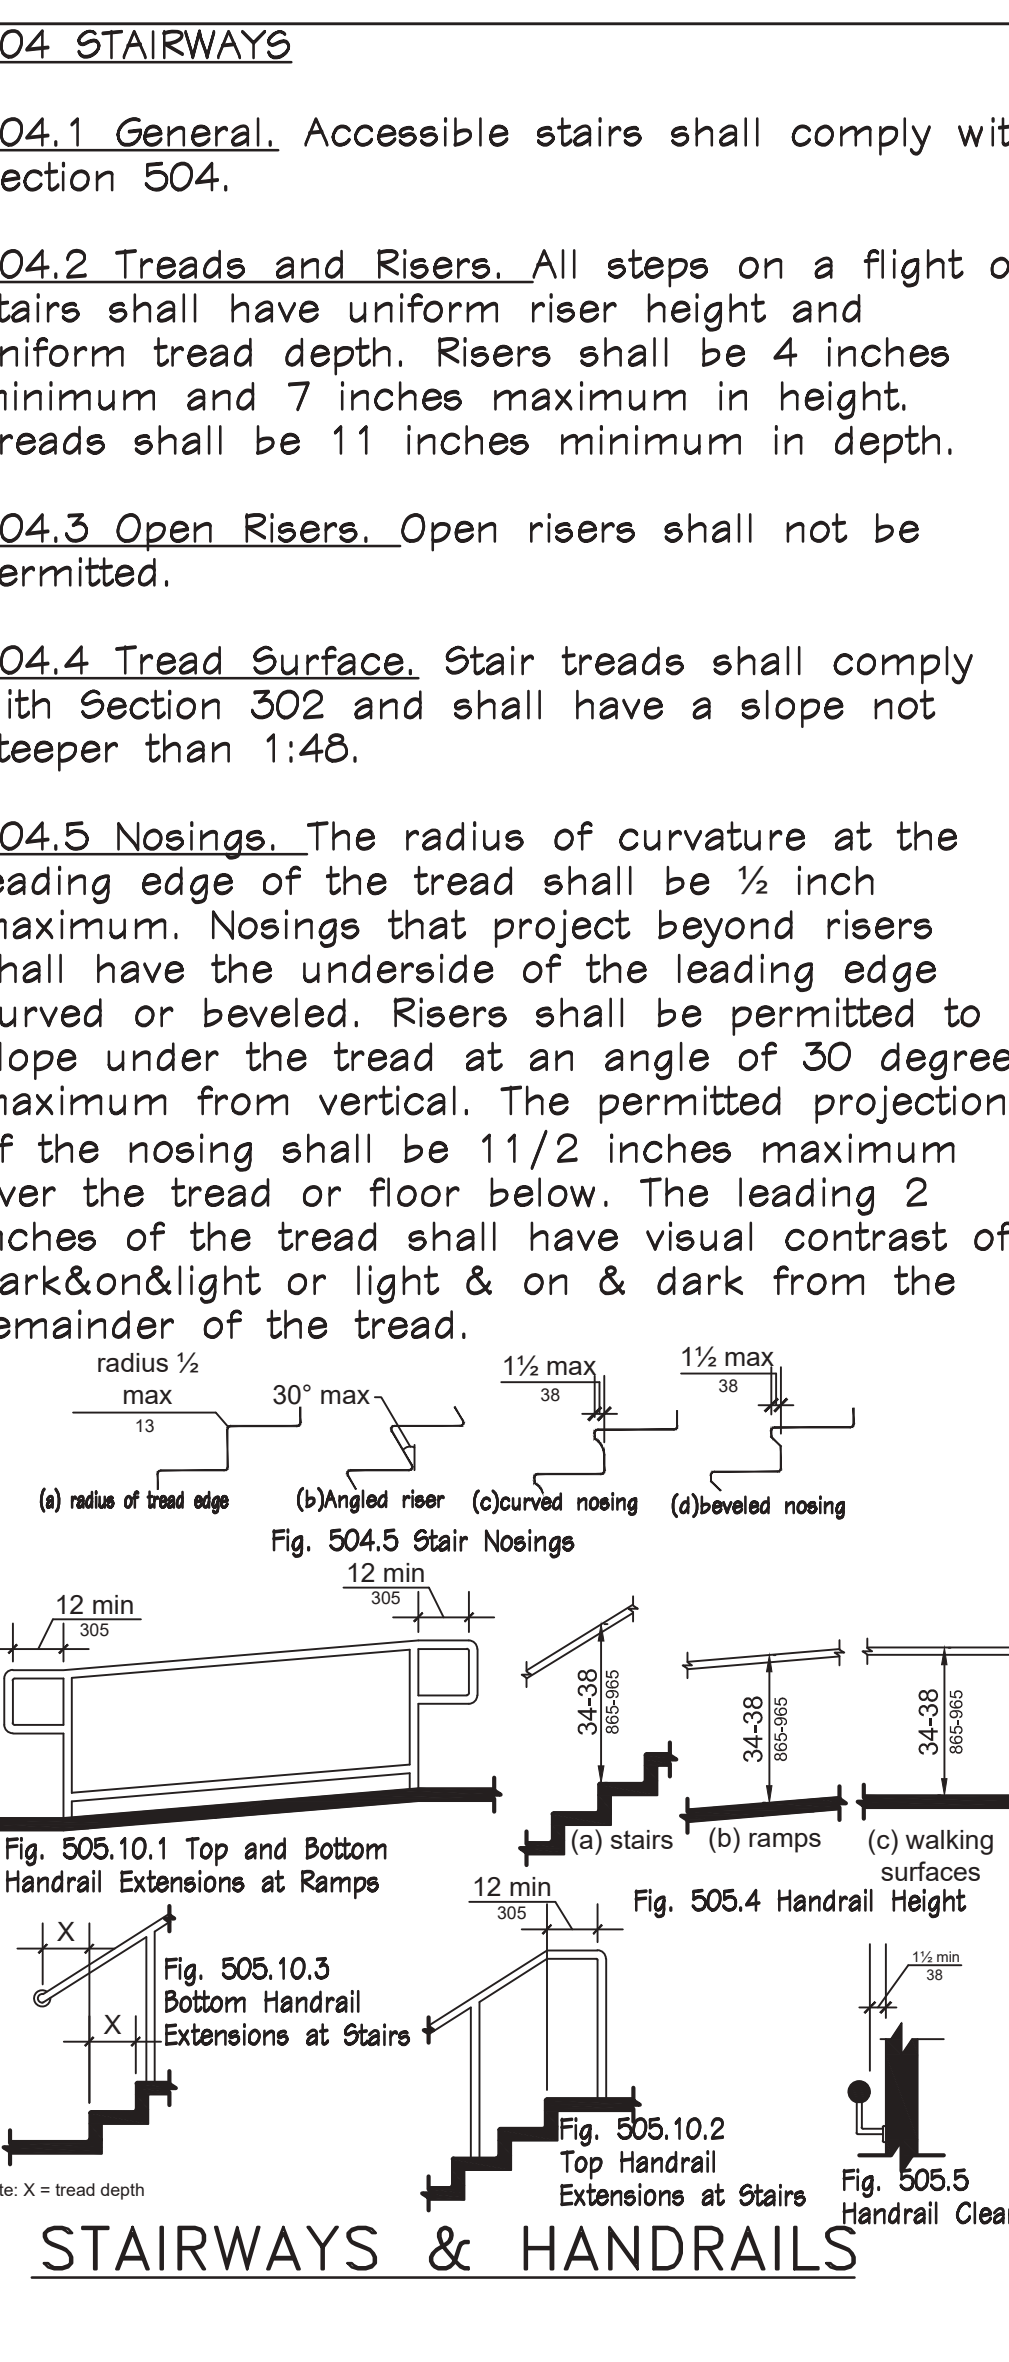 04 STAIRWAYS
04.1 General. Accessible stairs shall comply wit
ection 504.
04.2 Treads and Risers. All steps on a flight o
tairs shall have uniform riser height and
niform tread depth. Risers shall be 4 inches
inimum and 7 inches maximum in height.
reads shall be 11 inches minimum in depth.
04.3 Open Risers. Open risers shall not be
ermitted.
04.4 Tread Surface. Stair treads shall comply
ith Section 302 and shall have a slope not
teeper than 1:48.
04.5 Nosings. The radius of curvature at the
eading edge of the tread shall be ½ inch
maximum. Nosings that project beyond risers
hall have the underside of the leading edge
urved or beveled. Risers shall be permitted to
lope under the tread at an angle of 30 degree
maximum from vertical. The permitted projection
f the nosing shall be 11/2 inches maximum
ver the tread or floor below. The leading 2
nches of the tread shall have visual contrast of
ark&on&light or light & on & dark from the
emainder of the tread.
radius ½
max
13
30° max
1½ max
38
1½ max
38
(a) radius of tread edge
(b)Angled riser
(c)curved nosing
(d)beveled nosing
Fig. 504.5 Stair Nosings
12 min
305
12 min
305
34-38
865-965
34-38
865-965
34-38
865-965
(a) stairs
(b) ramps
(c) walking
surfaces
Fig. 505.10.1 Top and Bottom
Handrail Extensions at Ramps
Fig. 505.4 Handrail Height
X
X
Fig. 505.10.3
Bottom Handrail
Extensions at Stairs
12 min
305
1½ min
38
Fig. 505.10.2
Top Handrail
Extensions at Stairs
Fig. 505.5
Handrail Clea
te: X = tread depth
STAIRWAYS & HANDRAILS